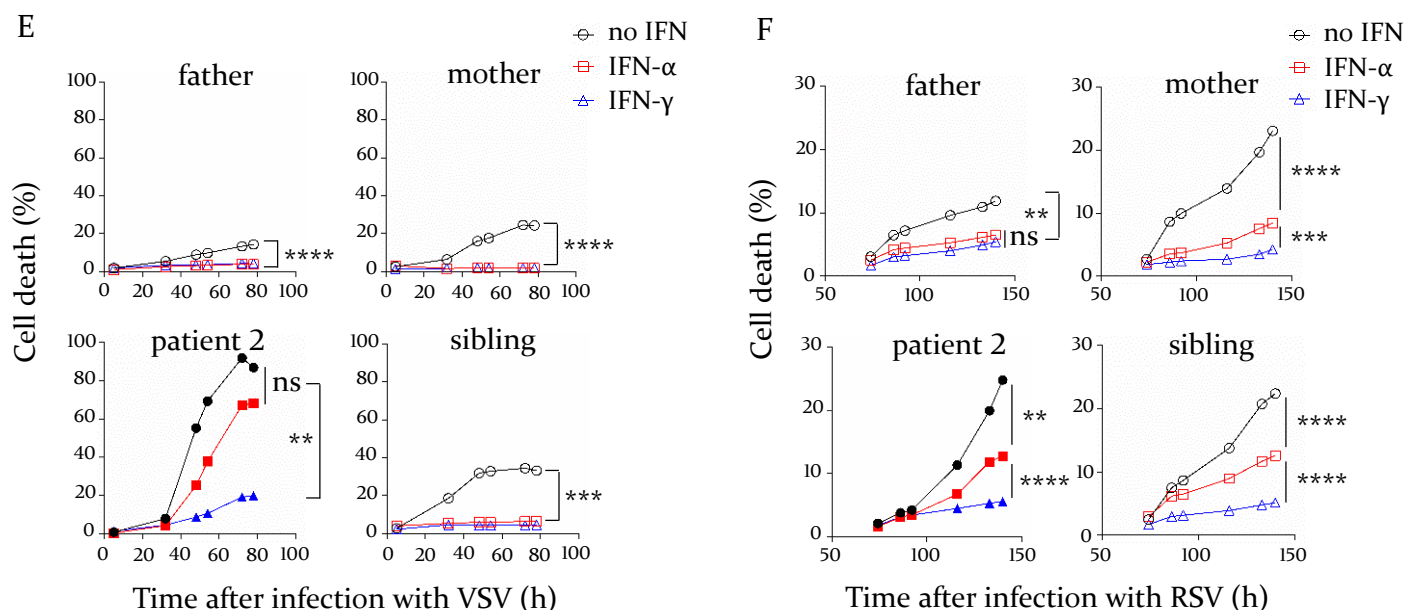 E
no IFN
IFN-α
IFN-γ
father
mother
100
80
60
40
20
0
0 20 40 60 80 100
100
80
60
40
20
0
0 20 40 60 80 100
****
****
patient 2
sibling
100
80
60
40
20
0
0 20 40 60 80 100
ns
**
100
80
60
40
20
0
0 20 40 60 80 100
***
Cell death (%)
Time after infection with VSV (h)
F
no IFN
IFN-α
IFN-γ
father
mother
30
20
10
0
50 100 150
**
ns
30
20
10
0
50 100 150
****
***
patient 2
sibling
30
20
10
0
50 100 150
**
****
30
20
10
0
50 100 150
****
****
Cell death (%)
Time after infection with RSV (h)